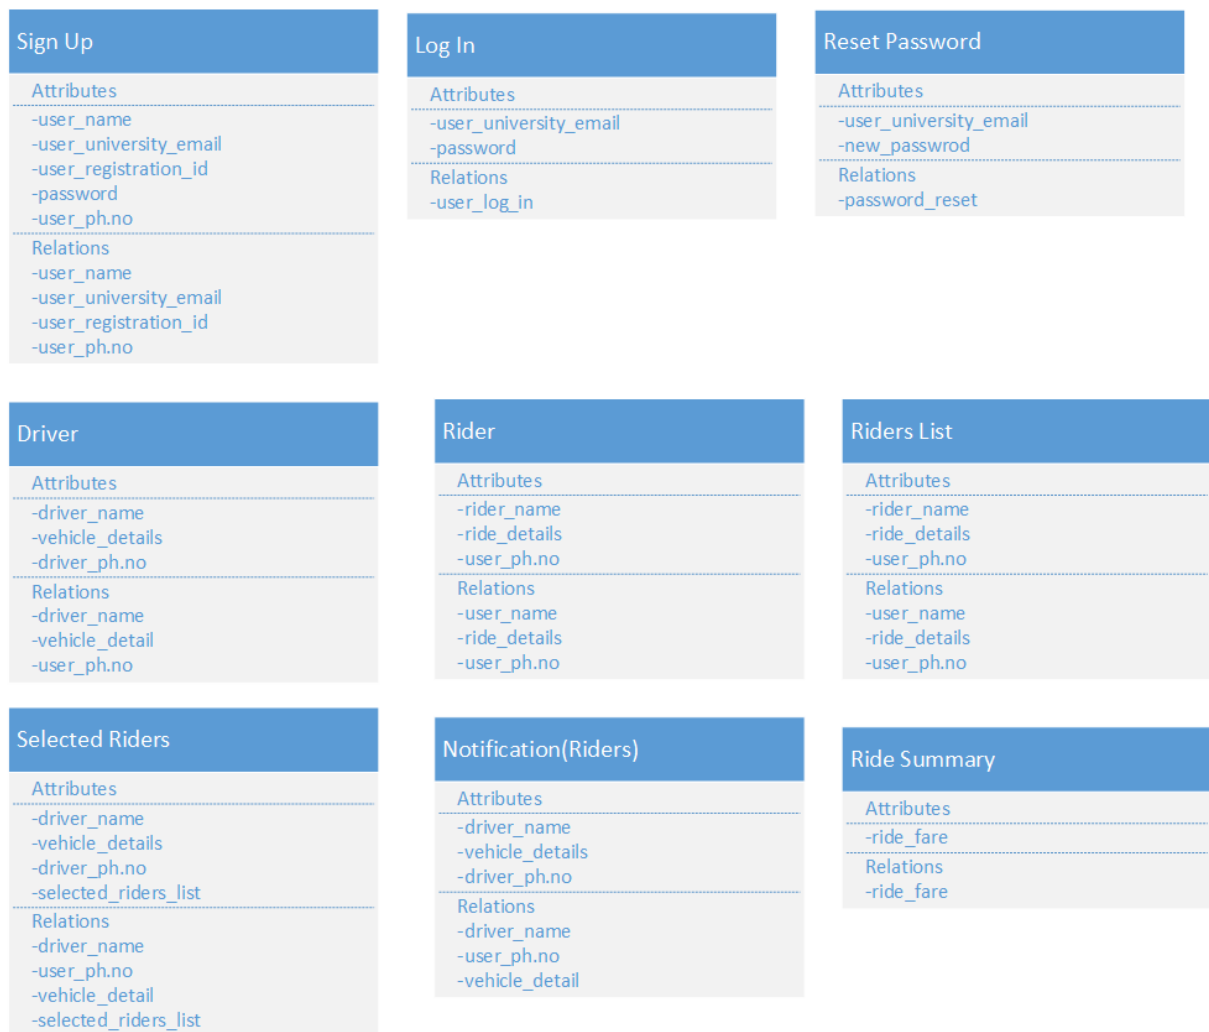 Sign Up
Attributes
-user_name
-user_university_email
-user_registration_id
-password
-user_ph.no
Relations
-user_name
-user_university_email
-user_registration_id
-user_ph.no
Log In
Attributes
-user_university_email
-password
Relations
-user_log_in
Reset Password
Attributes
-user_university_email
-new_passwrod
Relations
-password_reset
Driver
Attributes
-driver_name
-vehicle_details
-driver_ph.no
Relations
-driver_name
-vehicle_detail
-user_ph.no
Rider
Attributes
-rider_name
-ride_details
-user_ph.no
Relations
-user_name
-ride_details
-user_ph.no
Riders List
Attributes
-rider_name
-ride_details
-user_ph.no
Relations
-user_name
-ride_details
-user_ph.no
Selected Riders
Attributes
-driver_name
-vehicle_details
-driver_ph.no
-selected_riders_list
Relations
-driver_name
-user_ph.no
-vehicle_detail
-selected_riders_list
Notification(Riders)
Attributes
-driver_name
-vehicle_details
-driver_ph.no
Relations
-driver_name
-user_ph.no
-vehicle_detail
Ride Summary
Attributes
-ride_fare
Relations
-ride_fare